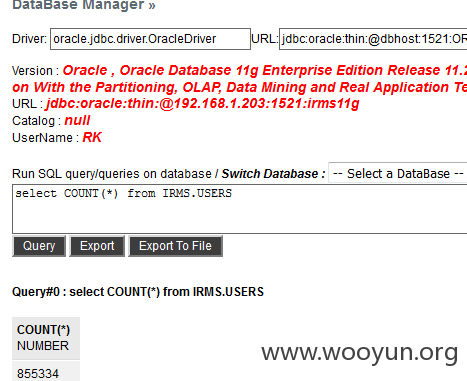 DataBase Manager »
Driver: oracle.jdbc.driver.OracleDriver URL: jdbc:oracle:thin:@dbhost:1521:OR
Version : Oracle , Oracle Database 11g Enterprise Edition Release 11.2
on With the Partitioning, OLAP, Data Mining and Real Application Te
URL : jdbc:oracle:thin:@192.168.1.203:1521:irms11g
Catalog : null
UserName : RK
Run SQL query/queries on database / Switch Database : -- Select a DataBase --
select COUNT(*) from IRMS.USERS
Query Export Export To File
Query#0 : select COUNT(*) from IRMS.USERS
COUNT(*)
NUMBER
855334
www.wooyun.org